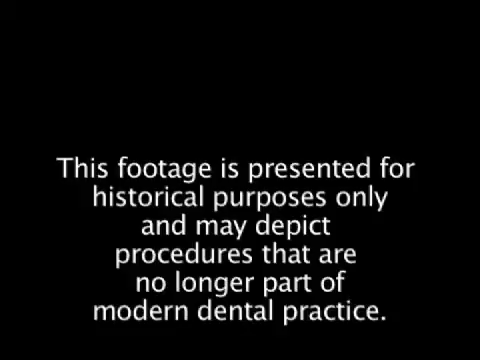 This footage is presented for
historical purposes only
and may depict
procedures that are
no longer part of
modern dental practice.